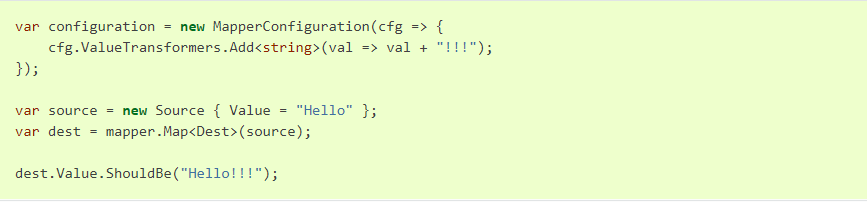 var configuration = new MapperConfiguration(cfg => {
    cfg.ValueTransformers.Add<string>(val => val + "!!!");
});

var source = new Source { Value = "Hello" };
var dest = mapper.Map<Dest>(source);

dest.Value.ShouldBe("Hello!!!");